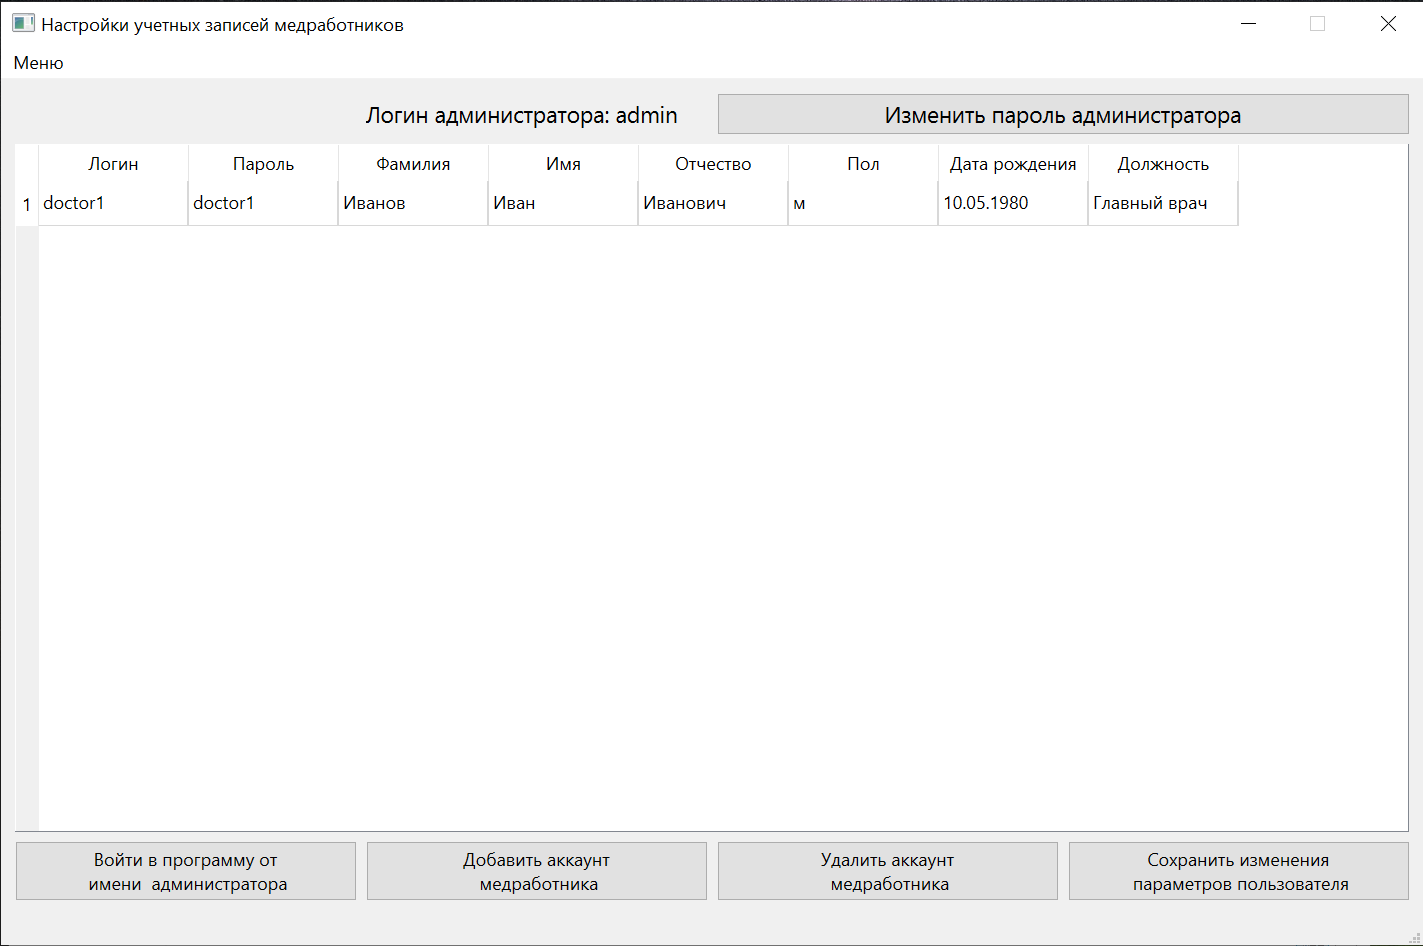 Настройки учетных записей медработников
Меню
Логин администратора: admin
Изменить пароль администратора
Логин Пароль Фамилия Имя Отчество Пол Дата рождения Должность
1 doctor1 doctor1 Иванов Иван Иванович м 10.05.1980 Главный врач
Войти в программу от
имени администратора
Добавить аккаунт
медработника
Удалить аккаунт
медработника
Сохранить изменения
параметров пользователя